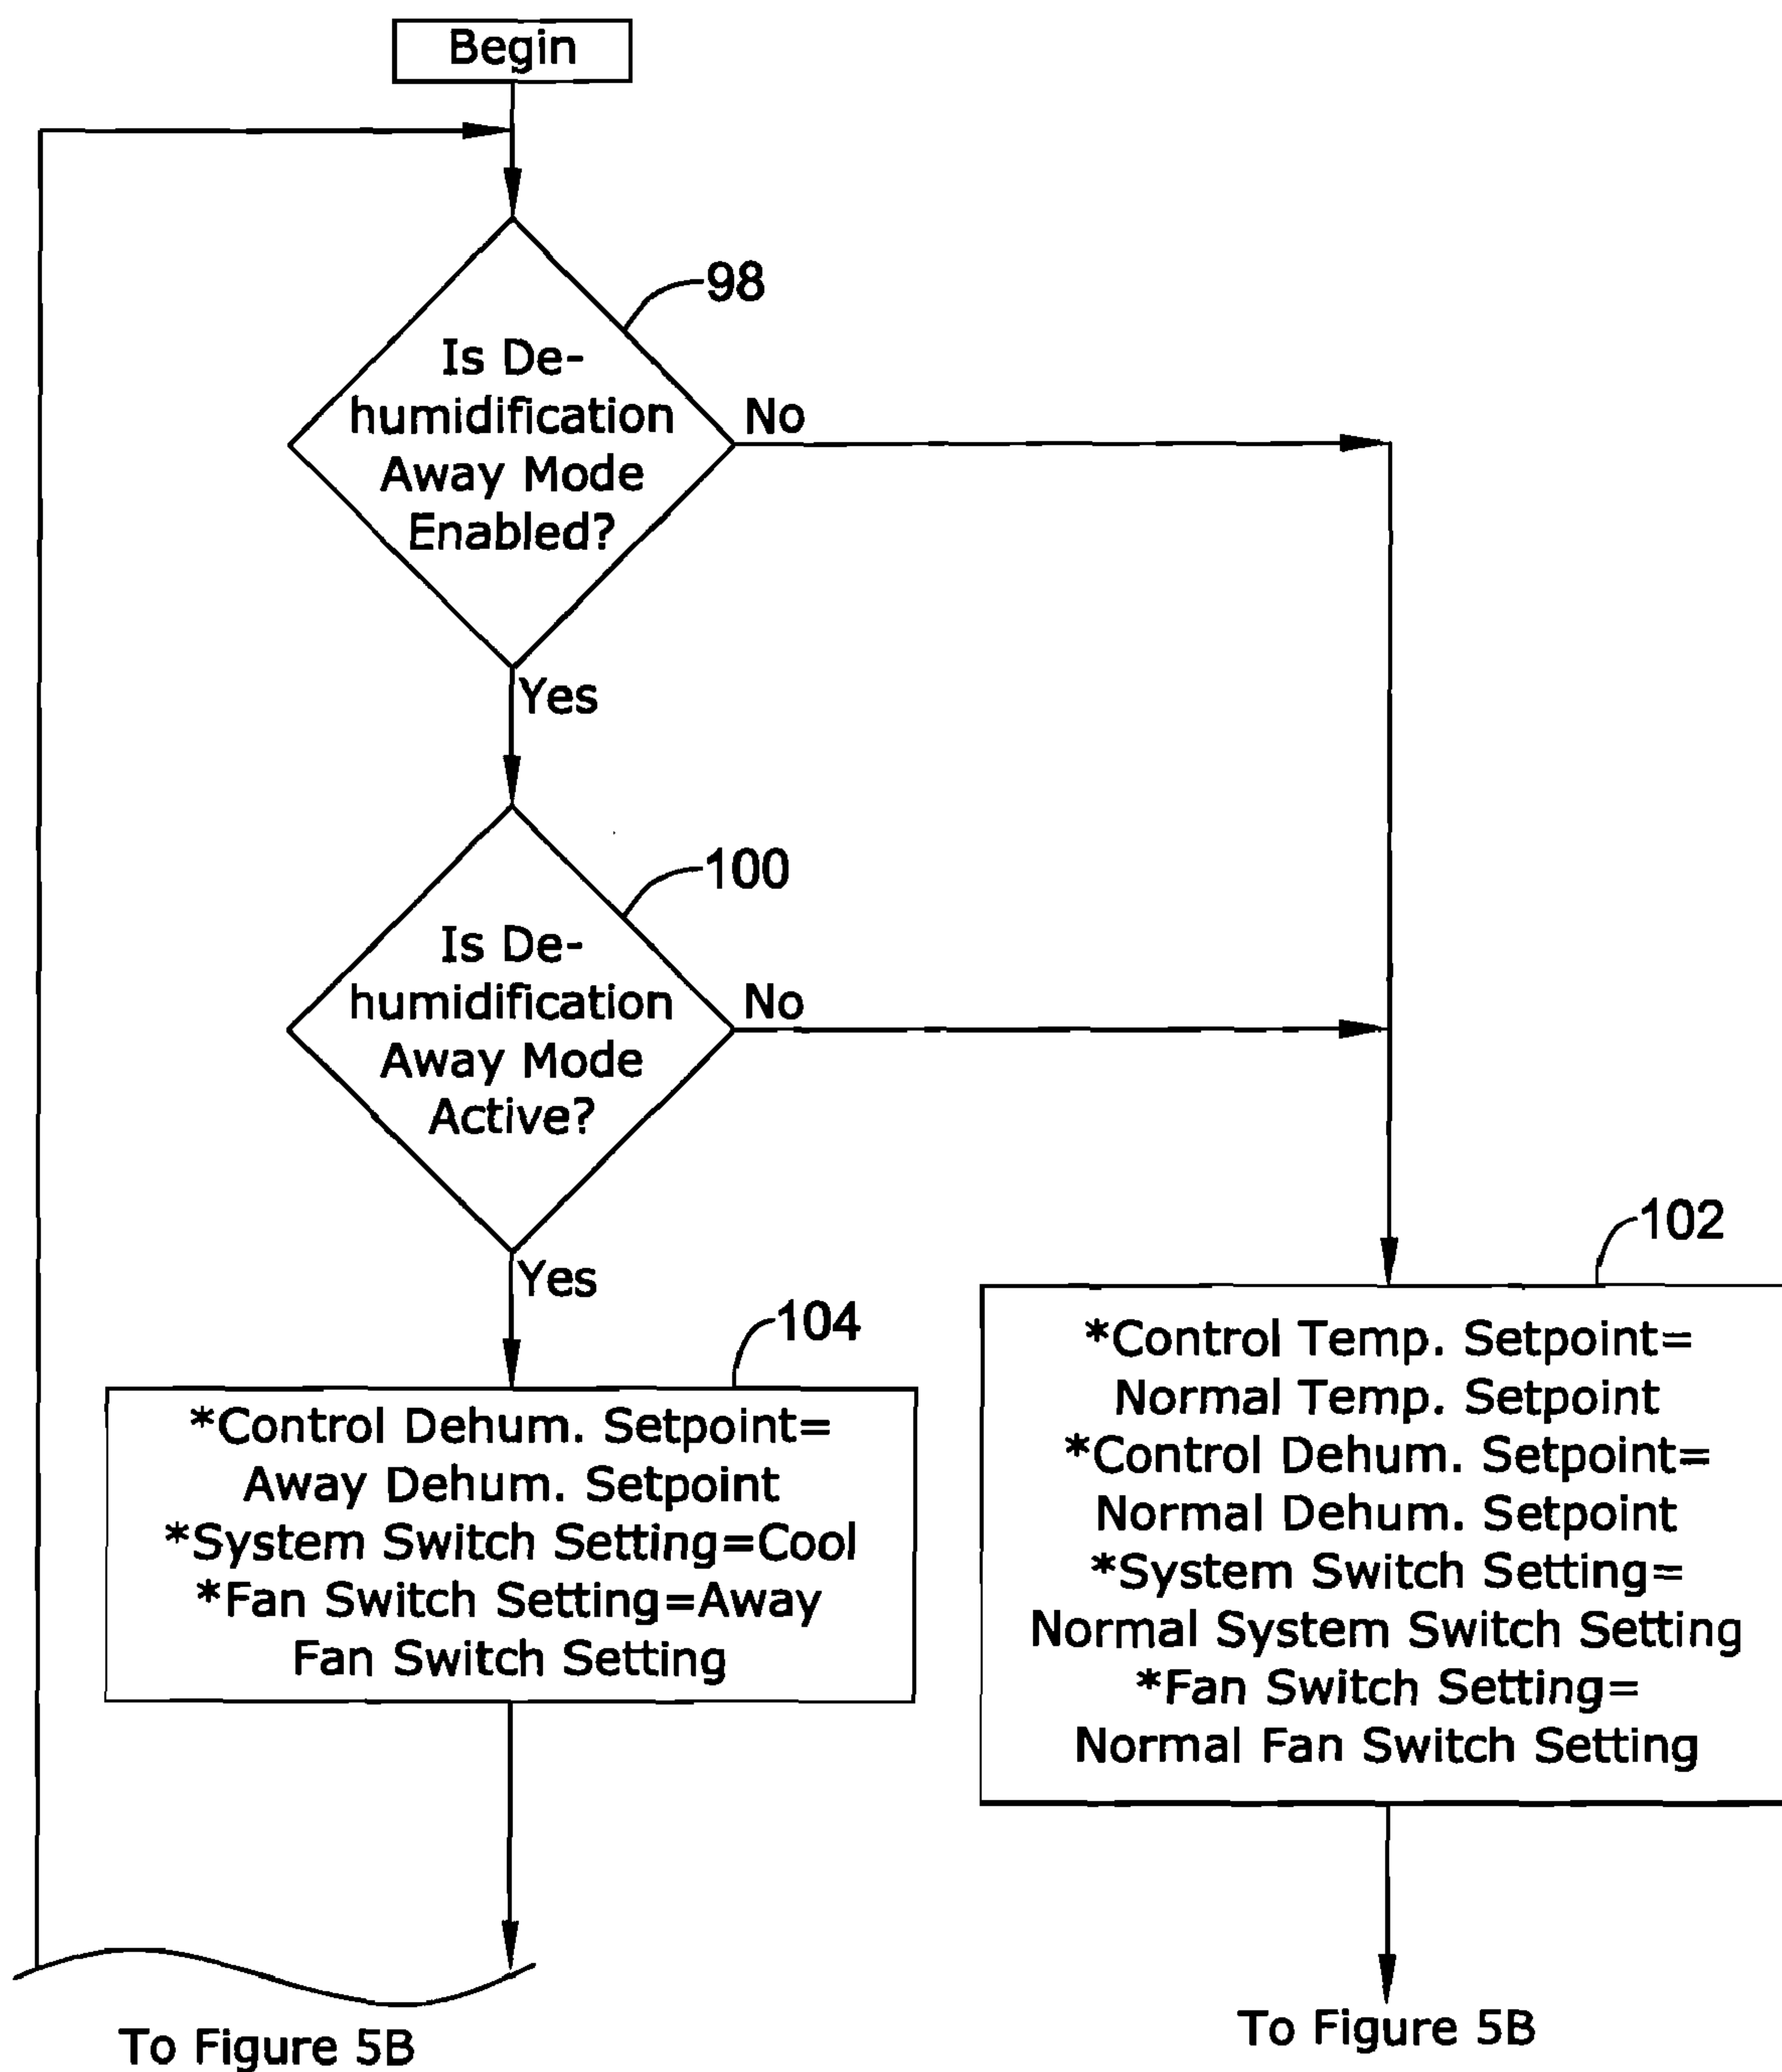 Begin
98
Is De-
humidification
Away Mode
Enabled?
No
Yes
100
Is De-
humidification
Away Mode
Active?
No
Yes
104
*Control Dehum. Setpoint=
Away Dehum. Setpoint
*System Switch Setting=Cool
*Fan Switch Setting=Away
Fan Switch Setting
102
*Control Temp. Setpoint=
Normal Temp. Setpoint
*Control Dehum. Setpoint=
Normal Dehum. Setpoint
*System Switch Setting=
Normal System Switch Setting
*Fan Switch Setting=
Normal Fan Switch Setting
To Figure 5B
To Figure 5B